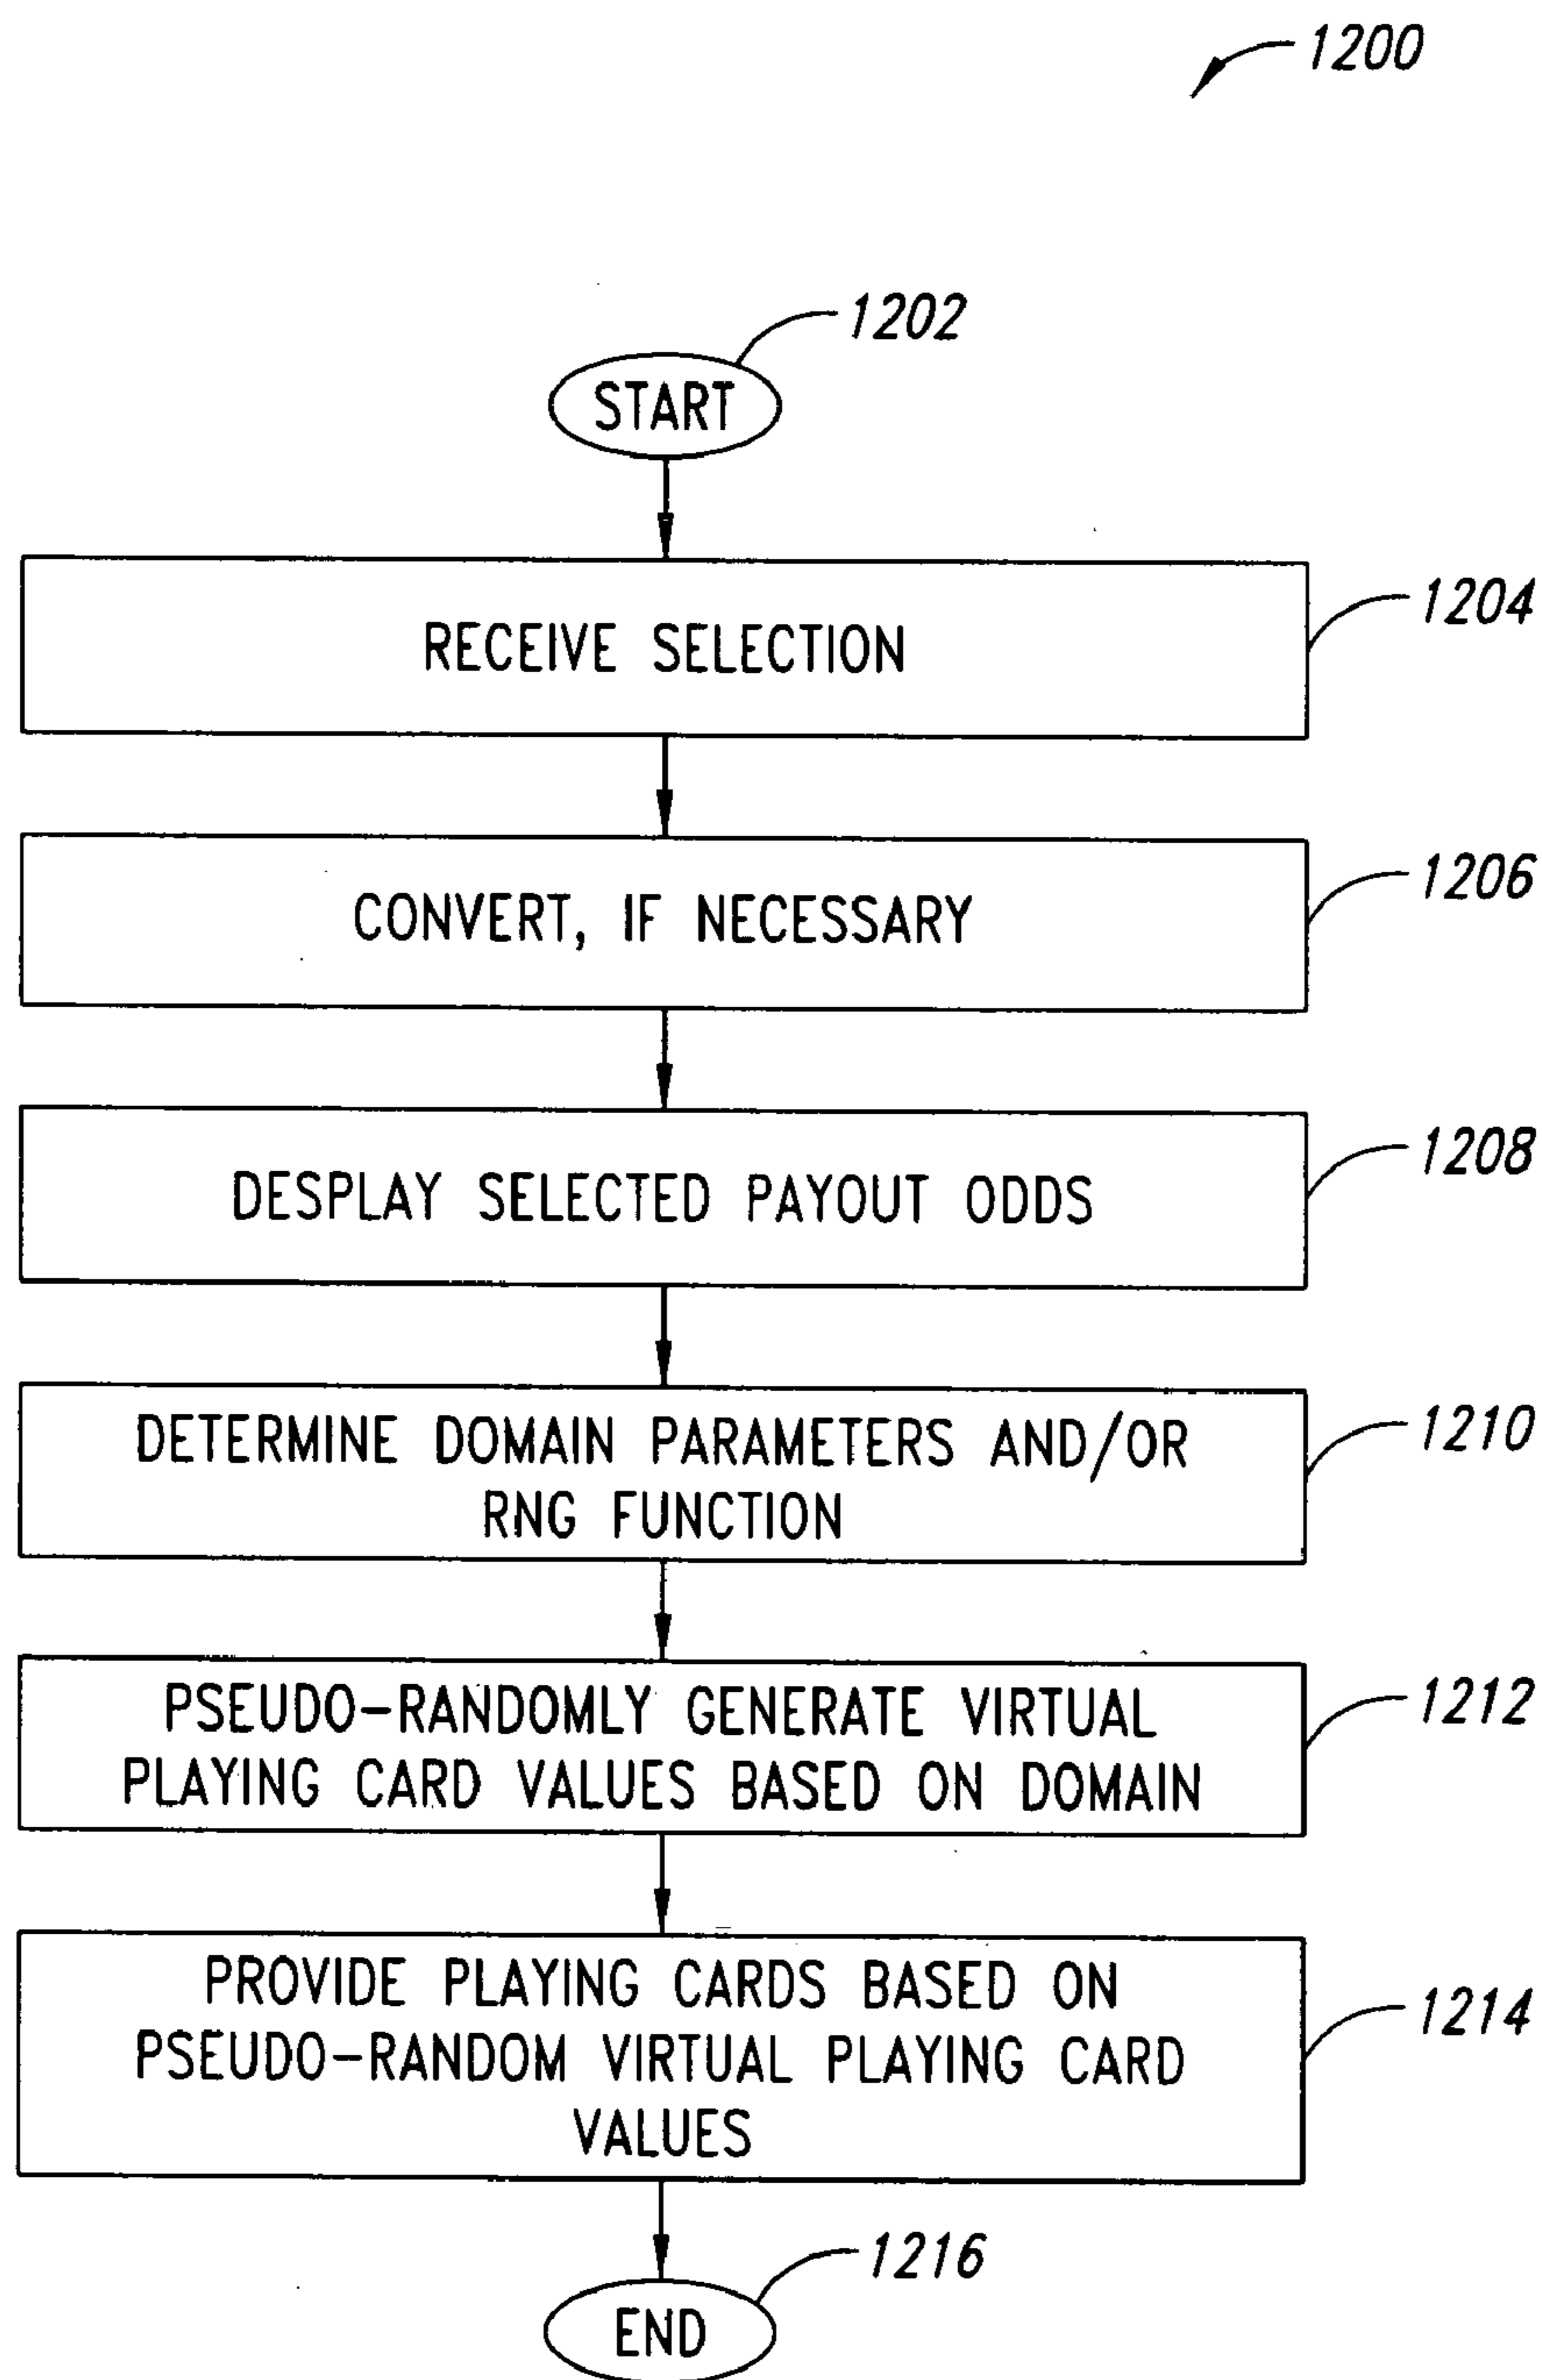 1200
1202
START
1204
RECEIVE SELECTION
1206
CONVERT, IF NECESSARY
1208
DESPLAY SELECTED PAYOUT ODDS
1210
DETERMINE DOMAIN PARAMETERS AND/OR
RNG FUNCTION
1212
PSEUDO-RANDOMLY GENERATE VIRTUAL
PLAYING CARD VALUES BASED ON DOMAIN
1214
PROVIDE PLAYING CARDS BASED ON
PSEUDO-RANDOM VIRTUAL PLAYING CARD
VALUES
1216
END